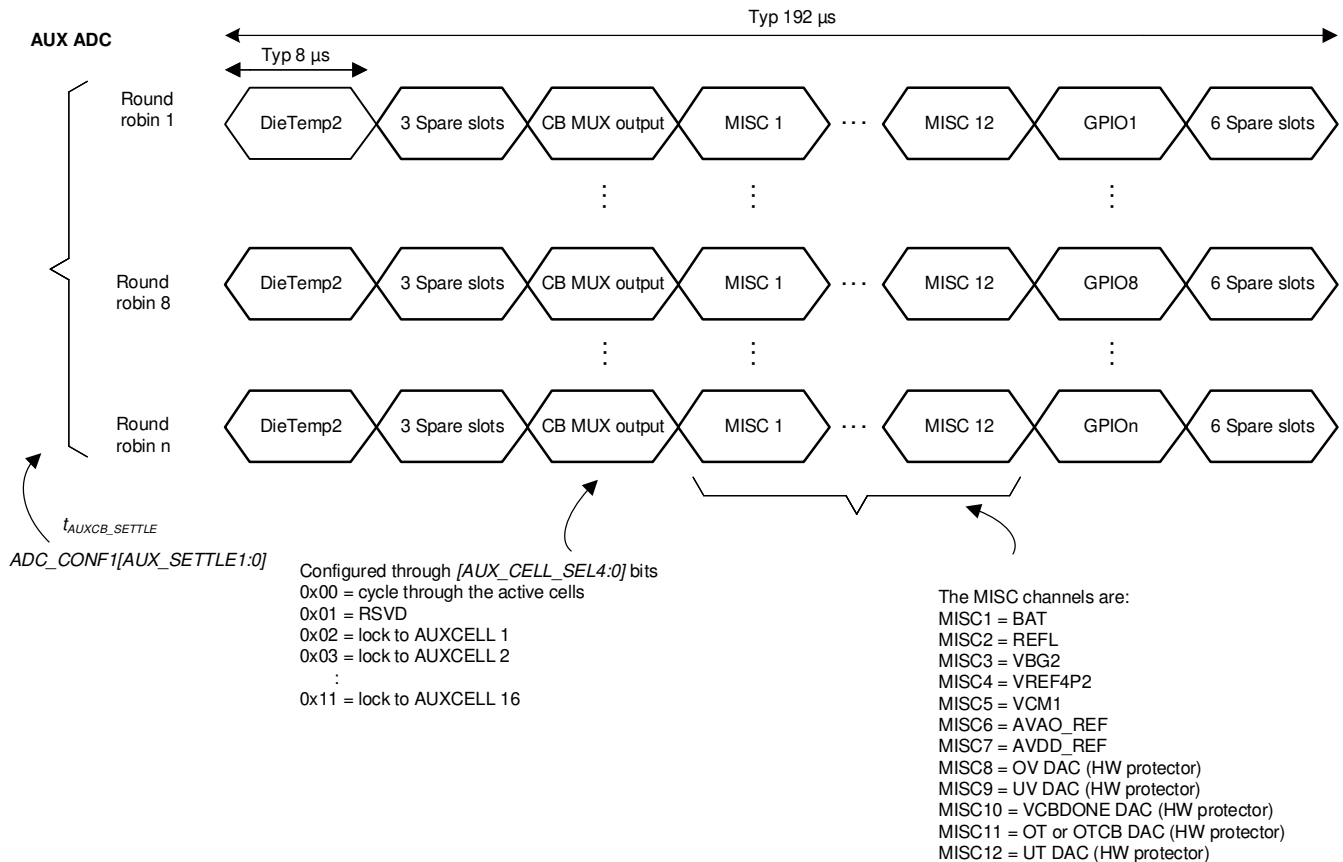 Typ 192 µs
AUX ADC
Typ 8 µs
Round
robin 1
DieTemp2
3 Spare slots
CB MUX output
MISC 1
. . .
MISC 12
GPIO1
6 Spare slots
Round
robin 8
DieTemp2
3 Spare slots
CB MUX output
MISC 1
. . .
MISC 12
GPIO8
6 Spare slots
Round
robin n
DieTemp2
3 Spare slots
CB MUX output
MISC 1
. . .
MISC 12
GPIOn
6 Spare slots
tAUXCB_SETTLE
ADC_CONF1[AUX_SETTLE1:0]
Configured through [AUX_CELL_SEL4:0] bits
0x00 = cycle through the active cells
0x01 = RSVD
0x02 = lock to AUXCELL 1
0x03 = lock to AUXCELL 2
:
0x11 = lock to AUXCELL 16
The MISC channels are:
MISC1 = BAT
MISC2 = REFL
MISC3 = VBG2
MISC4 = VREF4P2
MISC5 = VCM1
MISC6 = AVAO_REF
MISC7 = AVDD_REF
MISC8 = OV DAC (HW protector)
MISC9 = UV DAC (HW protector)
MISC10 = VCBDONE DAC (HW protector)
MISC11 = OT or OTCB DAC (HW protector)
MISC12 = UT DAC (HW protector)